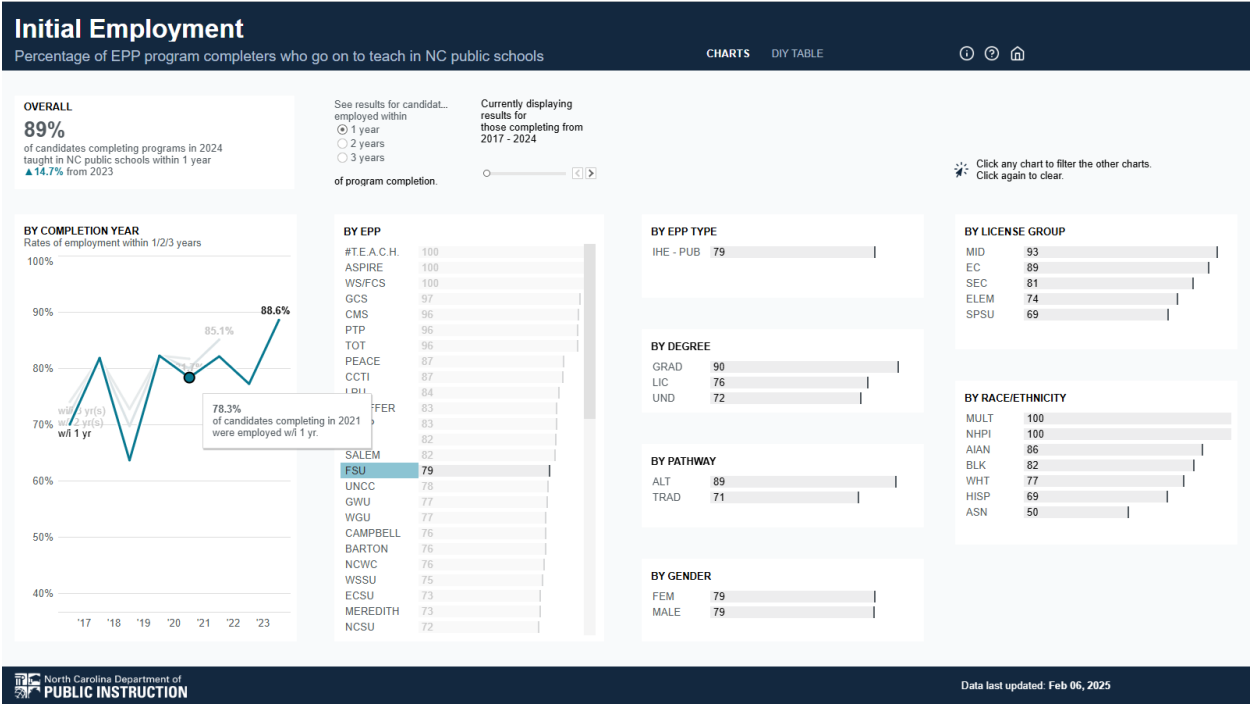 Initial Employment
Percentage of EPP program completers who go on to teach in NC public schools
CHARTS
DIY TABLE
OVERALL
89%
of candidates completing programs in 2024
taught in NC public schools within 1 year
▲14.7% from 2023
See results for candidat...
employed within
1 year
2 years
3 years
of program completion.
Currently displaying
results for
those completing from
2017 - 2024
Click any chart to filter the other charts.
Click again to clear.
BY COMPLETION YEAR
Rates of employment within 1/2/3 years
100%
90%
80%
70%
60%
50%
40%
88.6%
85.1%
w/i 1 yr
'17 '18 '19 '20 '21 '22 '23
78.3%
of candidates completing in 2021
were employed w/i 1 yr.
BY EPP
#T.E.A.C.H. 100
ASPIRE 100
WS/FCS 100
GCS 97
CMS 96
PTP 96
TOT 96
PEACE 87
CCTI 87
84
83
83
82
SALEM 82
FSU 79
UNCC 78
GWU 77
WGU 77
CAMPBELL 76
BARTON 76
NCWC 76
WSSU 75
ECSU 73
MEREDITH 73
NCSU 72
BY EPP TYPE
IHE - PUB 79
BY DEGREE
GRAD 90
LIC 76
UND 72
BY PATHWAY
ALT 89
TRAD 71
BY GENDER
FEM 79
MALE 79
BY LICENSE GROUP
MID 93
EC 89
SEC 81
ELEM 74
SPSU 69
BY RACE/ETHNICITY
MULT 100
NHPI 100
AIAN 86
BLK 82
WHT 77
HISP 69
ASN 50
North Carolina Department of
PUBLIC INSTRUCTION
Data last updated: Feb 06, 2025